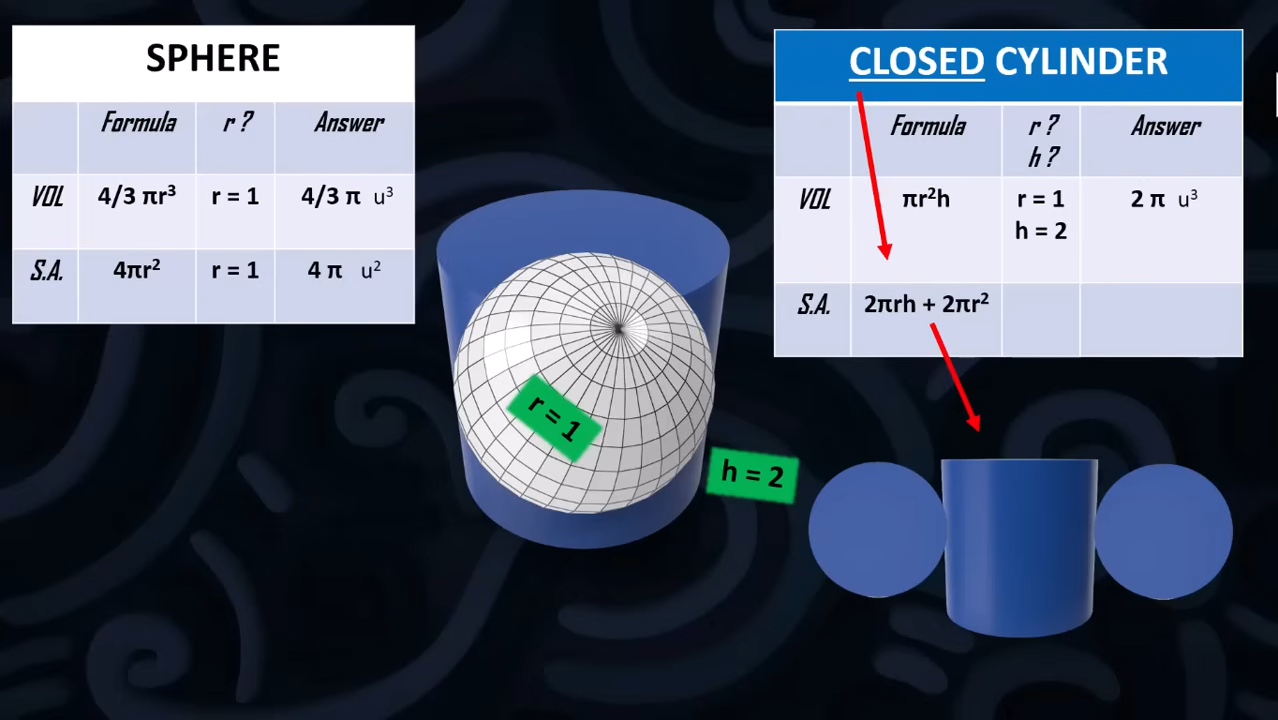 SPHERE
Formula r ? Answer
VOL 4/3 πr³ r = 1 4/3 π u³
S.A. 4πr² r = 1 4 π u²
CLOSED CYLINDER
Formula r ? Answer
h ?
VOL πr²h r = 1 2 π u³
h = 2
S.A. 2πrh + 2πr²
r = 1
h = 2